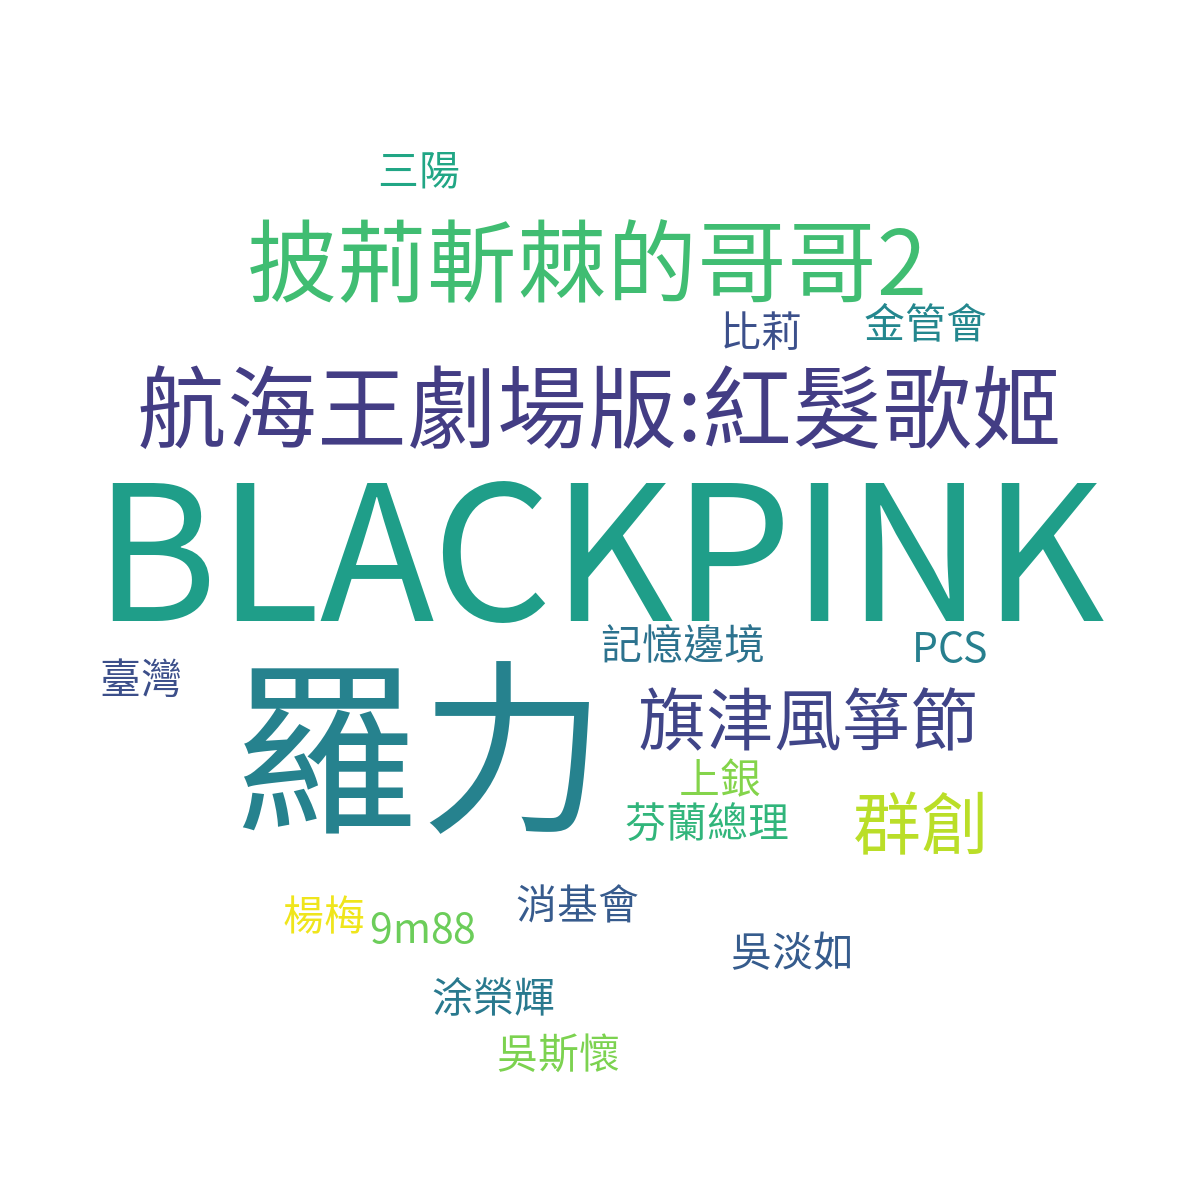 三陽
披荊斬棘的哥哥2
比莉
金管會
航海王劇場版:紅髮歌姬
BLACKPINK
記憶邊境
PCS
臺灣
羅力
旗津風箏節
上銀
芬蘭總理
群創
楊梅
9m88
消基會
吳淡如
涂榮輝
吳斯懷